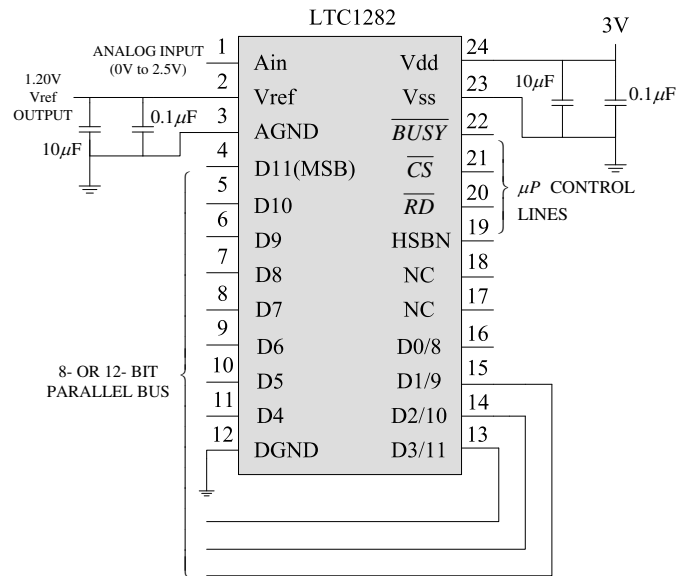 LTC1282
3V
ANALOG INPUT
(0V to 2.5V)
1.20V
Vref
OUTPUT
0.1μF
10μF
10μF
0.1μF
1
2
3
4
5
6
7
8
9
10
11
12
Ain
Vref
AGND
D11(MSB)
D10
D9
D8
D7
D6
D5
D4
DGND
24
23
22
21
20
19
18
17
16
15
14
13
Vdd
Vss
BUSY
CS
RD
HSBN
NC
NC
D0/8
D1/9
D2/10
D3/11
μP CONTROL
LINES
8- OR 12- BIT
PARALLEL BUS